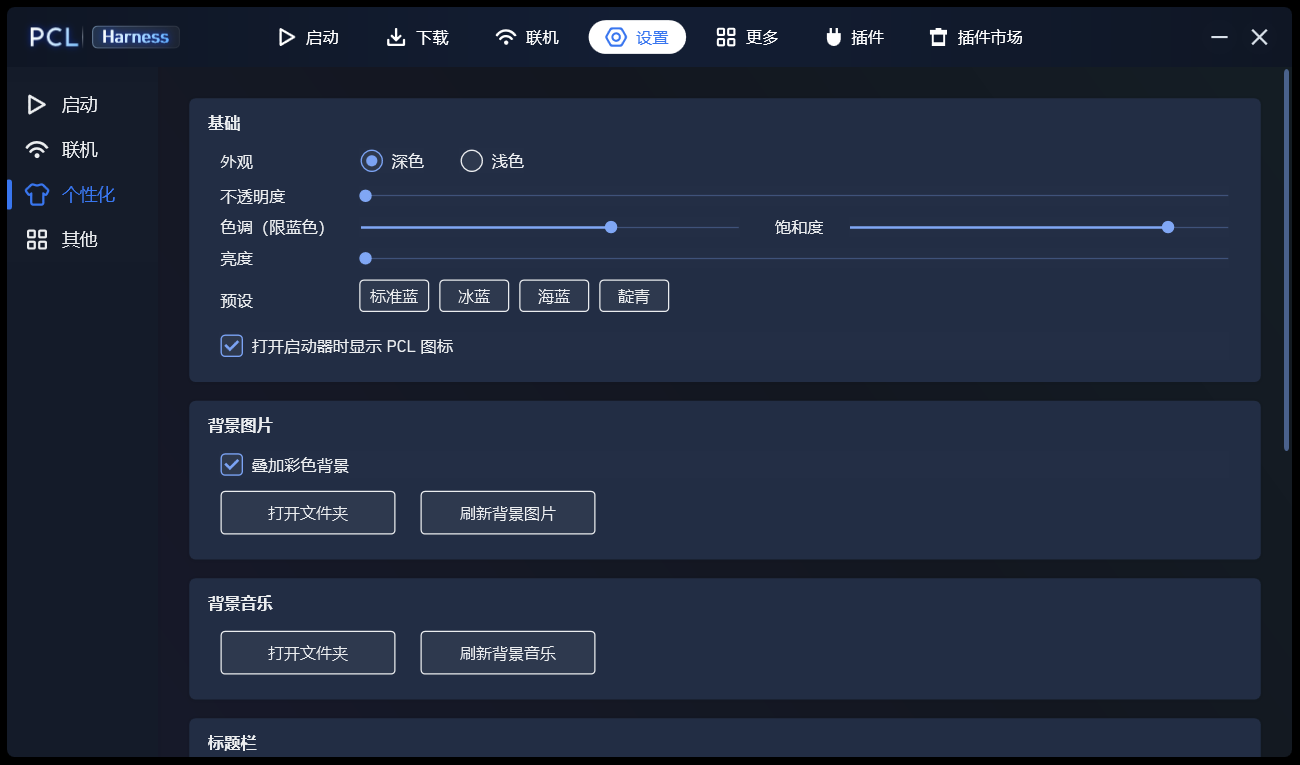 PCL Harness 启动 下载 联机 设置 更多 插件 插件市场
启动
联机
个性化
其他
基础
外观 深色 浅色
不透明度
色调（限蓝色） 饱和度
亮度
预设 标准蓝 冰蓝 海蓝 靛青
打开启动器时显示 PCL 图标
背景图片
叠加彩色背景
打开文件夹 刷新背景图片
背景音乐
打开文件夹 刷新背景音乐
标题栏